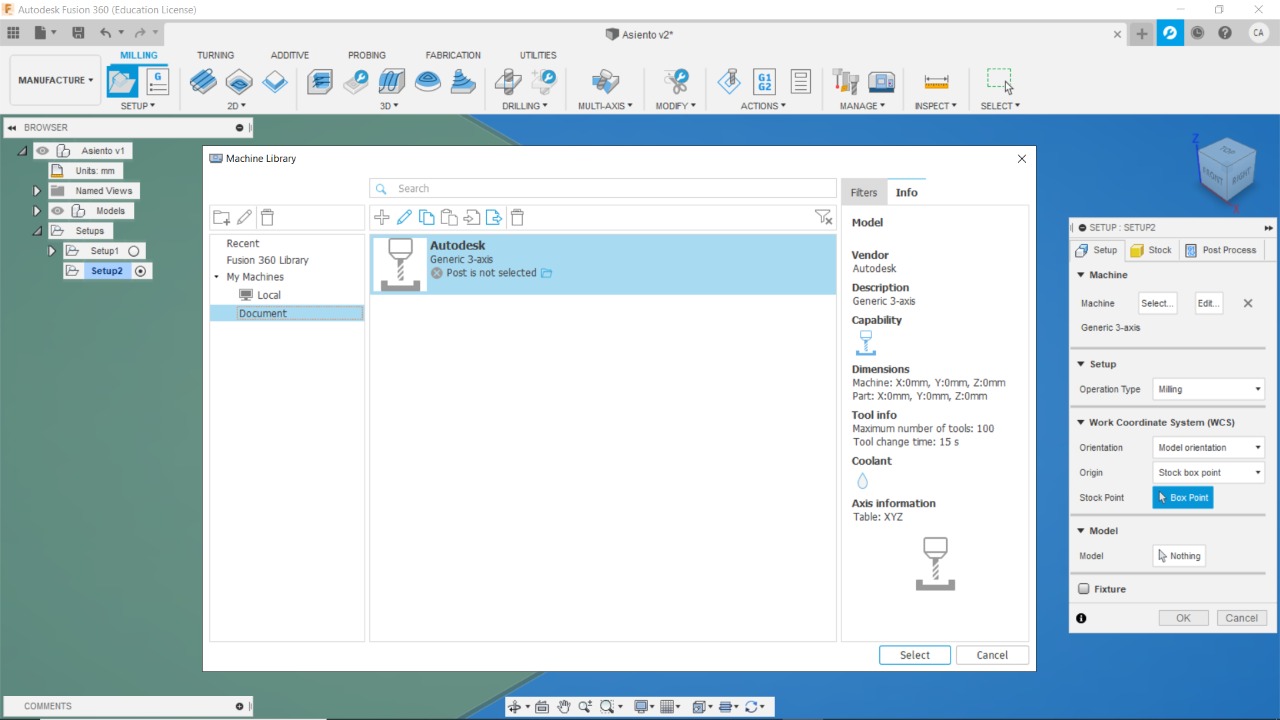 Autodesk Fusion 360 (Education License)
Asiento v2*
CA
MANUFACTURE
MILLING
TURNING
ADDITIVE
PROBING
FABRICATION
UTILITIES
G
G1
G2
SETUP
2D
3D
DRILLING
MULTI-AXIS
MODIFY
ACTIONS
MANAGE
INSPECT
SELECT
BROWSER
Asiento v1
Units: mm
Named Views
Models
Setups
Setup1
Setup2
Machine Library
Search
Recent
Fusion 360 Library
My Machines
Local
Document
Autodesk
Generic 3-axis
Post is not selected
Filters
Info
Model
Vendor
Autodesk
Description
Generic 3-axis
Capability
Dimensions
Machine: X:0mm, Y:0mm, Z:0mm
Part: X:0mm, Y:0mm, Z:0mm
Tool info
Maximum number of tools: 100
Tool change time: 15 s
Coolant
Axis information
Table: XYZ
Select
Cancel
Z
TOP
FRONT
RIGHT
SETUP : SETUP2
Setup
Stock
Post Process
Machine
Machine
Select...
Edit...
Generic 3-axis
Setup
Operation Type
Milling
Work Coordinate System (WCS)
Orientation
Model orientation
Origin
Stock box point
Stock Point
Box Point
Model
Model
Nothing
Fixture
OK
Cancel
COMMENTS